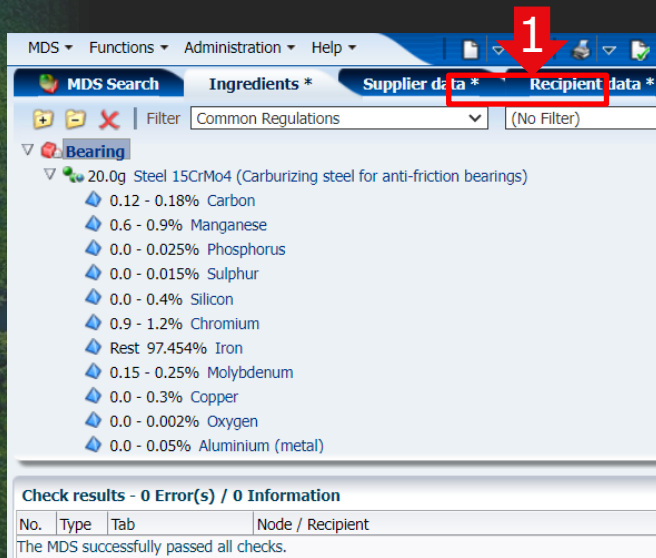 1
MDS Functions Administration Help
MDS Search Ingredients * Supplier data * Recipient data *
Filter Common Regulations (No Filter)
Bearing
20.0g Steel 15CrMo4 (Carburizing steel for anti-friction bearings)
0.12 - 0.18% Carbon
0.6 - 0.9% Manganese
0.0 - 0.025% Phosphorus
0.0 - 0.015% Sulphur
0.0 - 0.4% Silicon
0.9 - 1.2% Chromium
Rest 97.454% Iron
0.15 - 0.25% Molybdenum
0.0 - 0.3% Copper
0.0 - 0.002% Oxygen
0.0 - 0.05% Aluminium (metal)
Check results - 0 Error(s) / 0 Information
No. Type Tab Node / Recipient
The MDS successfully passed all checks.